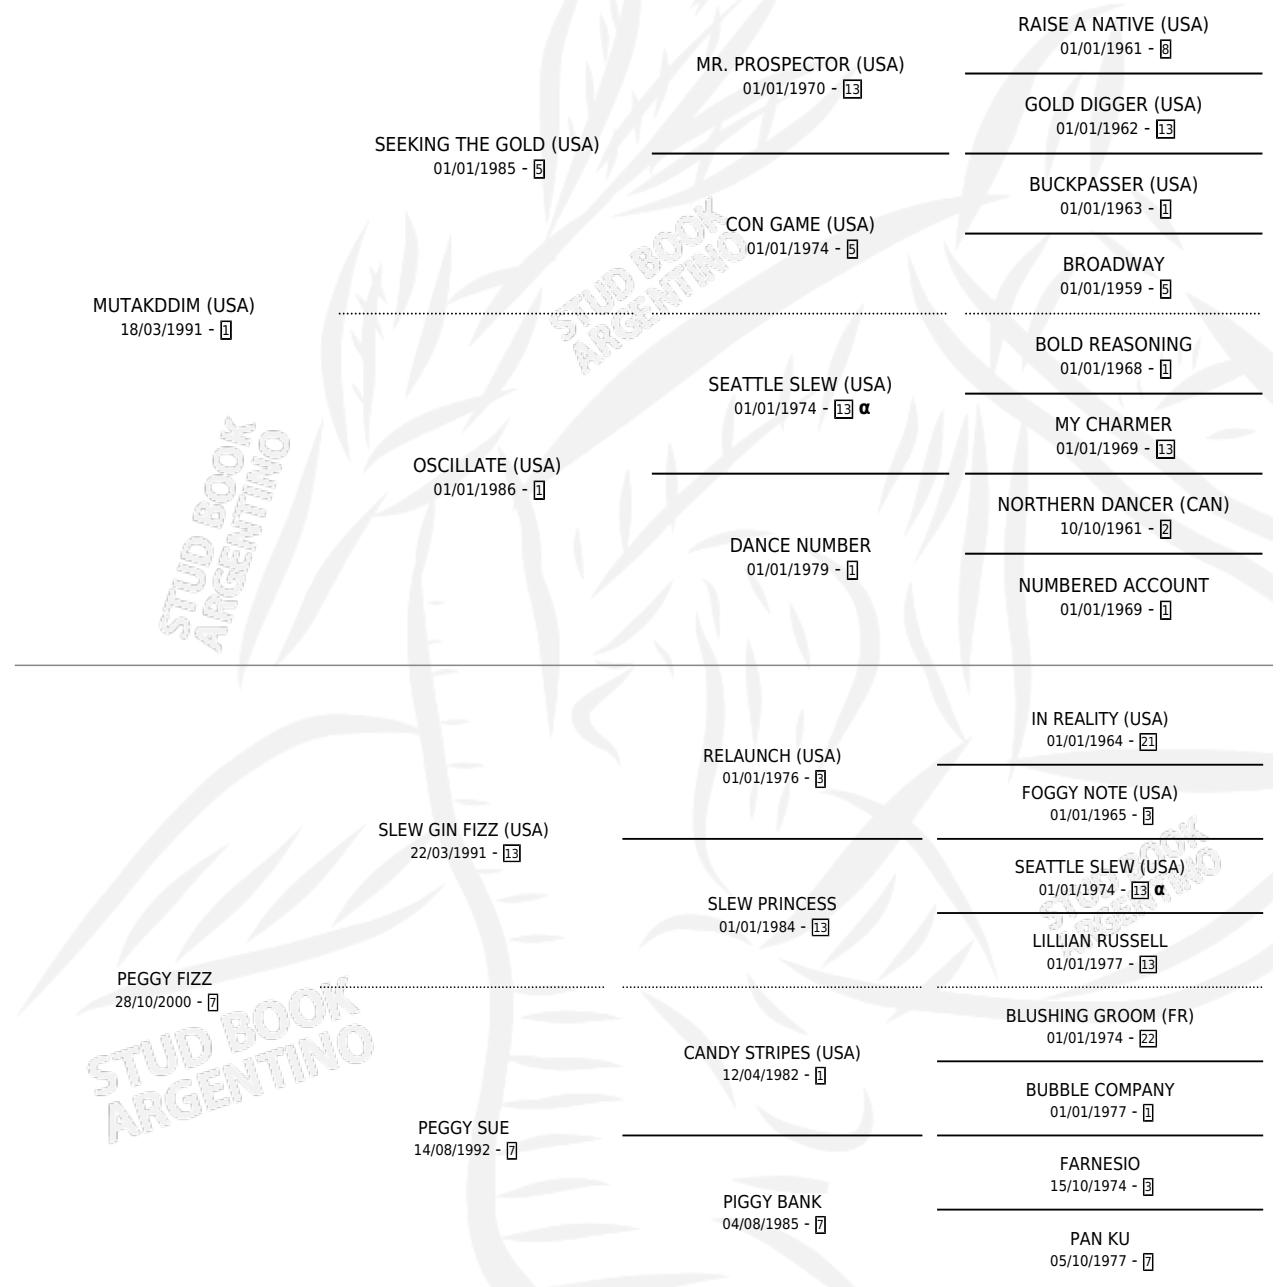 RAISE A NATIVE (USA)
01/01/1961 - 8
MR. PROSPECTOR (USA)
01/01/1970 - 13
GOLD DIGGER (USA)
01/01/1962 - 13
SEEKING THE GOLD (USA)
01/01/1985 - 5
BUCKPASSER (USA)
01/01/1963 - 1
CON GAME (USA)
01/01/1974 - 5
BROADWAY
01/01/1959 - 5
MUTAKDDIM (USA)
18/03/1991 - 1
BOLD REASONING
01/01/1968 - 1
SEATTLE SLEW (USA)
01/01/1974 - 13 α
MY CHARMER
01/01/1969 - 13
OSCILLATE (USA)
01/01/1986 - 1
NORTHERN DANCER (CAN)
10/10/1961 - 2
DANCE NUMBER
01/01/1979 - 1
NUMBERED ACCOUNT
01/01/1969 - 1
IN REALITY (USA)
01/01/1964 - 21
RELAUNCH (USA)
01/01/1976 - 3
FOGGY NOTE (USA)
01/01/1965 - 3
SLEW GIN FIZZ (USA)
22/03/1991 - 13
SEATTLE SLEW (USA)
01/01/1974 - 13 α
SLEW PRINCESS
01/01/1984 - 13
LILLIAN RUSSELL
01/01/1977 - 13
PEGGY FIZZ
28/10/2000 - 7
BLUSHING GROOM (FR)
01/01/1974 - 22
CANDY STRIPES (USA)
12/04/1982 - 1
BUBBLE COMPANY
01/01/1977 - 1
PEGGY SUE
14/08/1992 - 7
FARNESIO
15/10/1974 - 3
PIGGY BANK
04/08/1985 - 7
PAN KU
05/10/1977 - 7
STUD BOOK
ARGENTINO
STUD BOOK
ARGENTINO
STUD BOOK
ARGENTINO
STUD BOOK
ARGENTINO